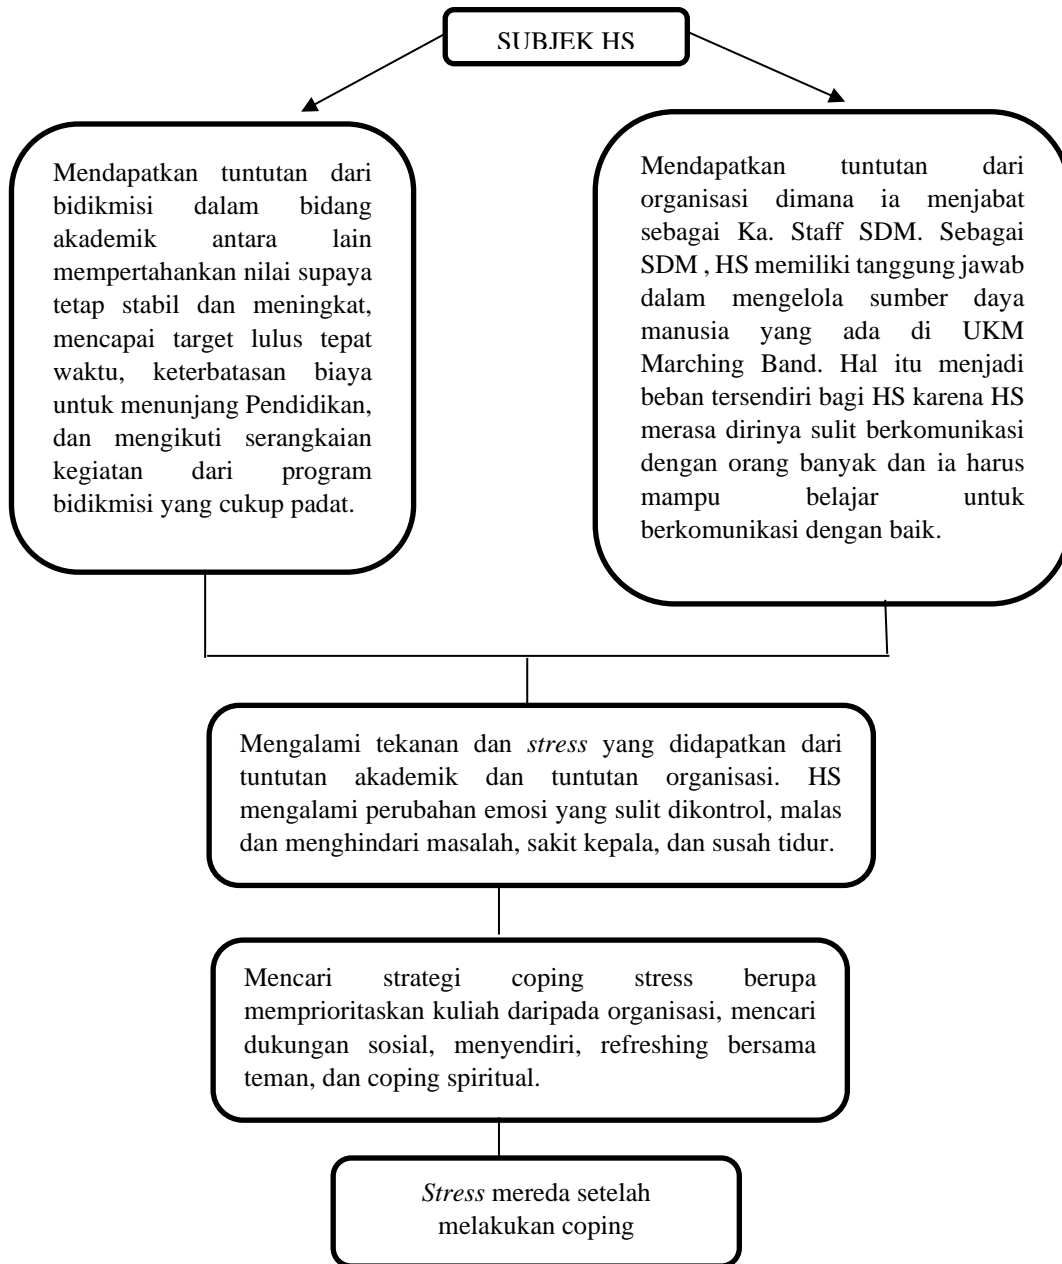 SUBJEK HS
Mendapatkan tuntutan dari
bidikmisi dalam bidang
akademik antara lain
mempertahankan nilai supaya
tetap stabil dan meningkat,
mencapai target lulus tepat
waktu, keterbatasan biaya
untuk menunjang Pendidikan,
dan mengikuti serangkaian
kegiatan dari program
bidikmisi yang cukup padat.
Mendapatkan tuntutan dari
organisasi dimana ia menjabat
sebagai Ka. Staff SDM. Sebagai
SDM , HS memiliki tanggung jawab
dalam mengelola sumber daya
manusia yang ada di UKM
Marching Band. Hal itu menjadi
beban tersendiri bagi HS karena HS
merasa dirinya sulit berkomunikasi
dengan orang banyak dan ia harus
mampu belajar untuk
berkomunikasi dengan baik.
Mengalami tekanan dan stress yang didapatkan dari
tuntutan akademik dan tuntutan organisasi. HS
mengalami perubahan emosi yang sulit dikontrol, malas
dan menghindari masalah, sakit kepala, dan susah tidur.
Mencari strategi coping stress berupa
memprioritaskan kuliah daripada organisasi, mencari
dukungan sosial, menyendiri, refreshing bersama
teman, dan coping spiritual.
Stress mereda setelah
melakukan coping